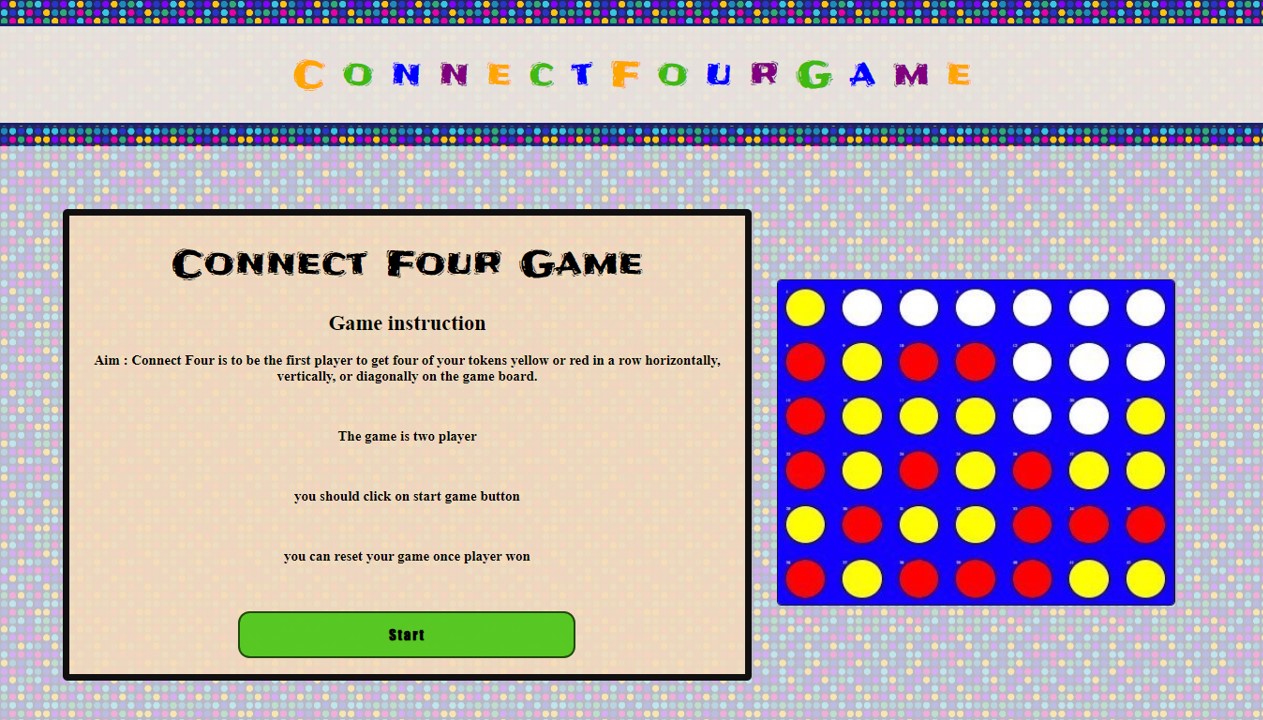 CONNECTFOURGAME
Connect Four Game
Game instruction
Aim : Connect Four is to be the first player to get four of your tokens yellow or red in a row horizontally,
vertically, or diagonally on the game board.
The game is two player
you should click on start game button
you can reset your game once player won
Start